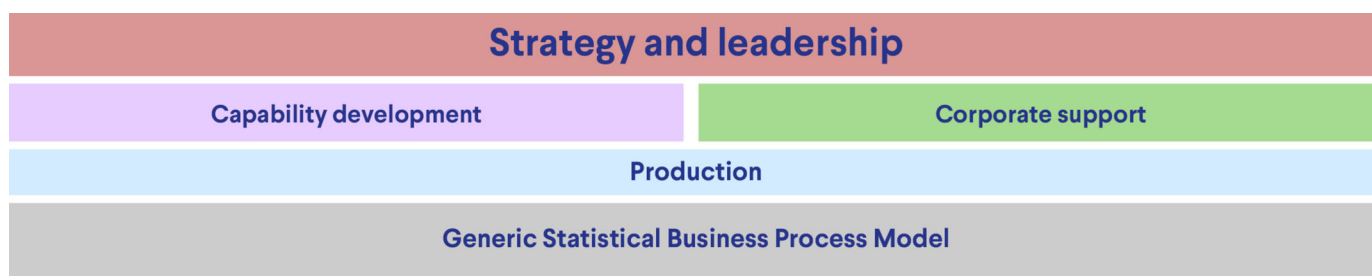 Strategy and leadership
Capability development
Corporate support
Production
Generic Statistical Business Process Model